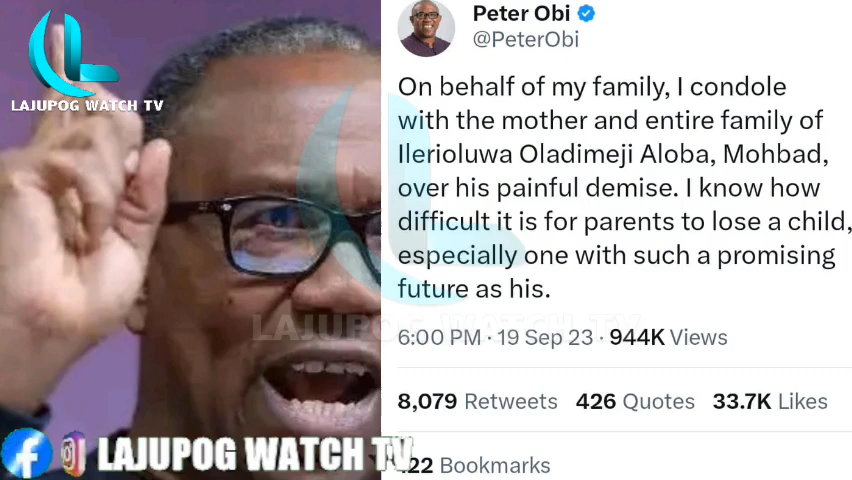 LAJUPOG WATCH TV
Peter Obi
@PeterObi
On behalf of my family, I condole
with the mother and entire family of
Ilerioluwa Oladimeji Aloba, Mohbad,
over his painful demise. I know how
difficult it is for parents to lose a child,
especially one with such a promising
future as his.
LAJUPOG WATCH TV
6:00 PM · 19 Sep 23 · 944K Views
8,079 Retweets 426 Quotes 33.7K Likes
LAJUPOG WATCH TV
Bookmarks